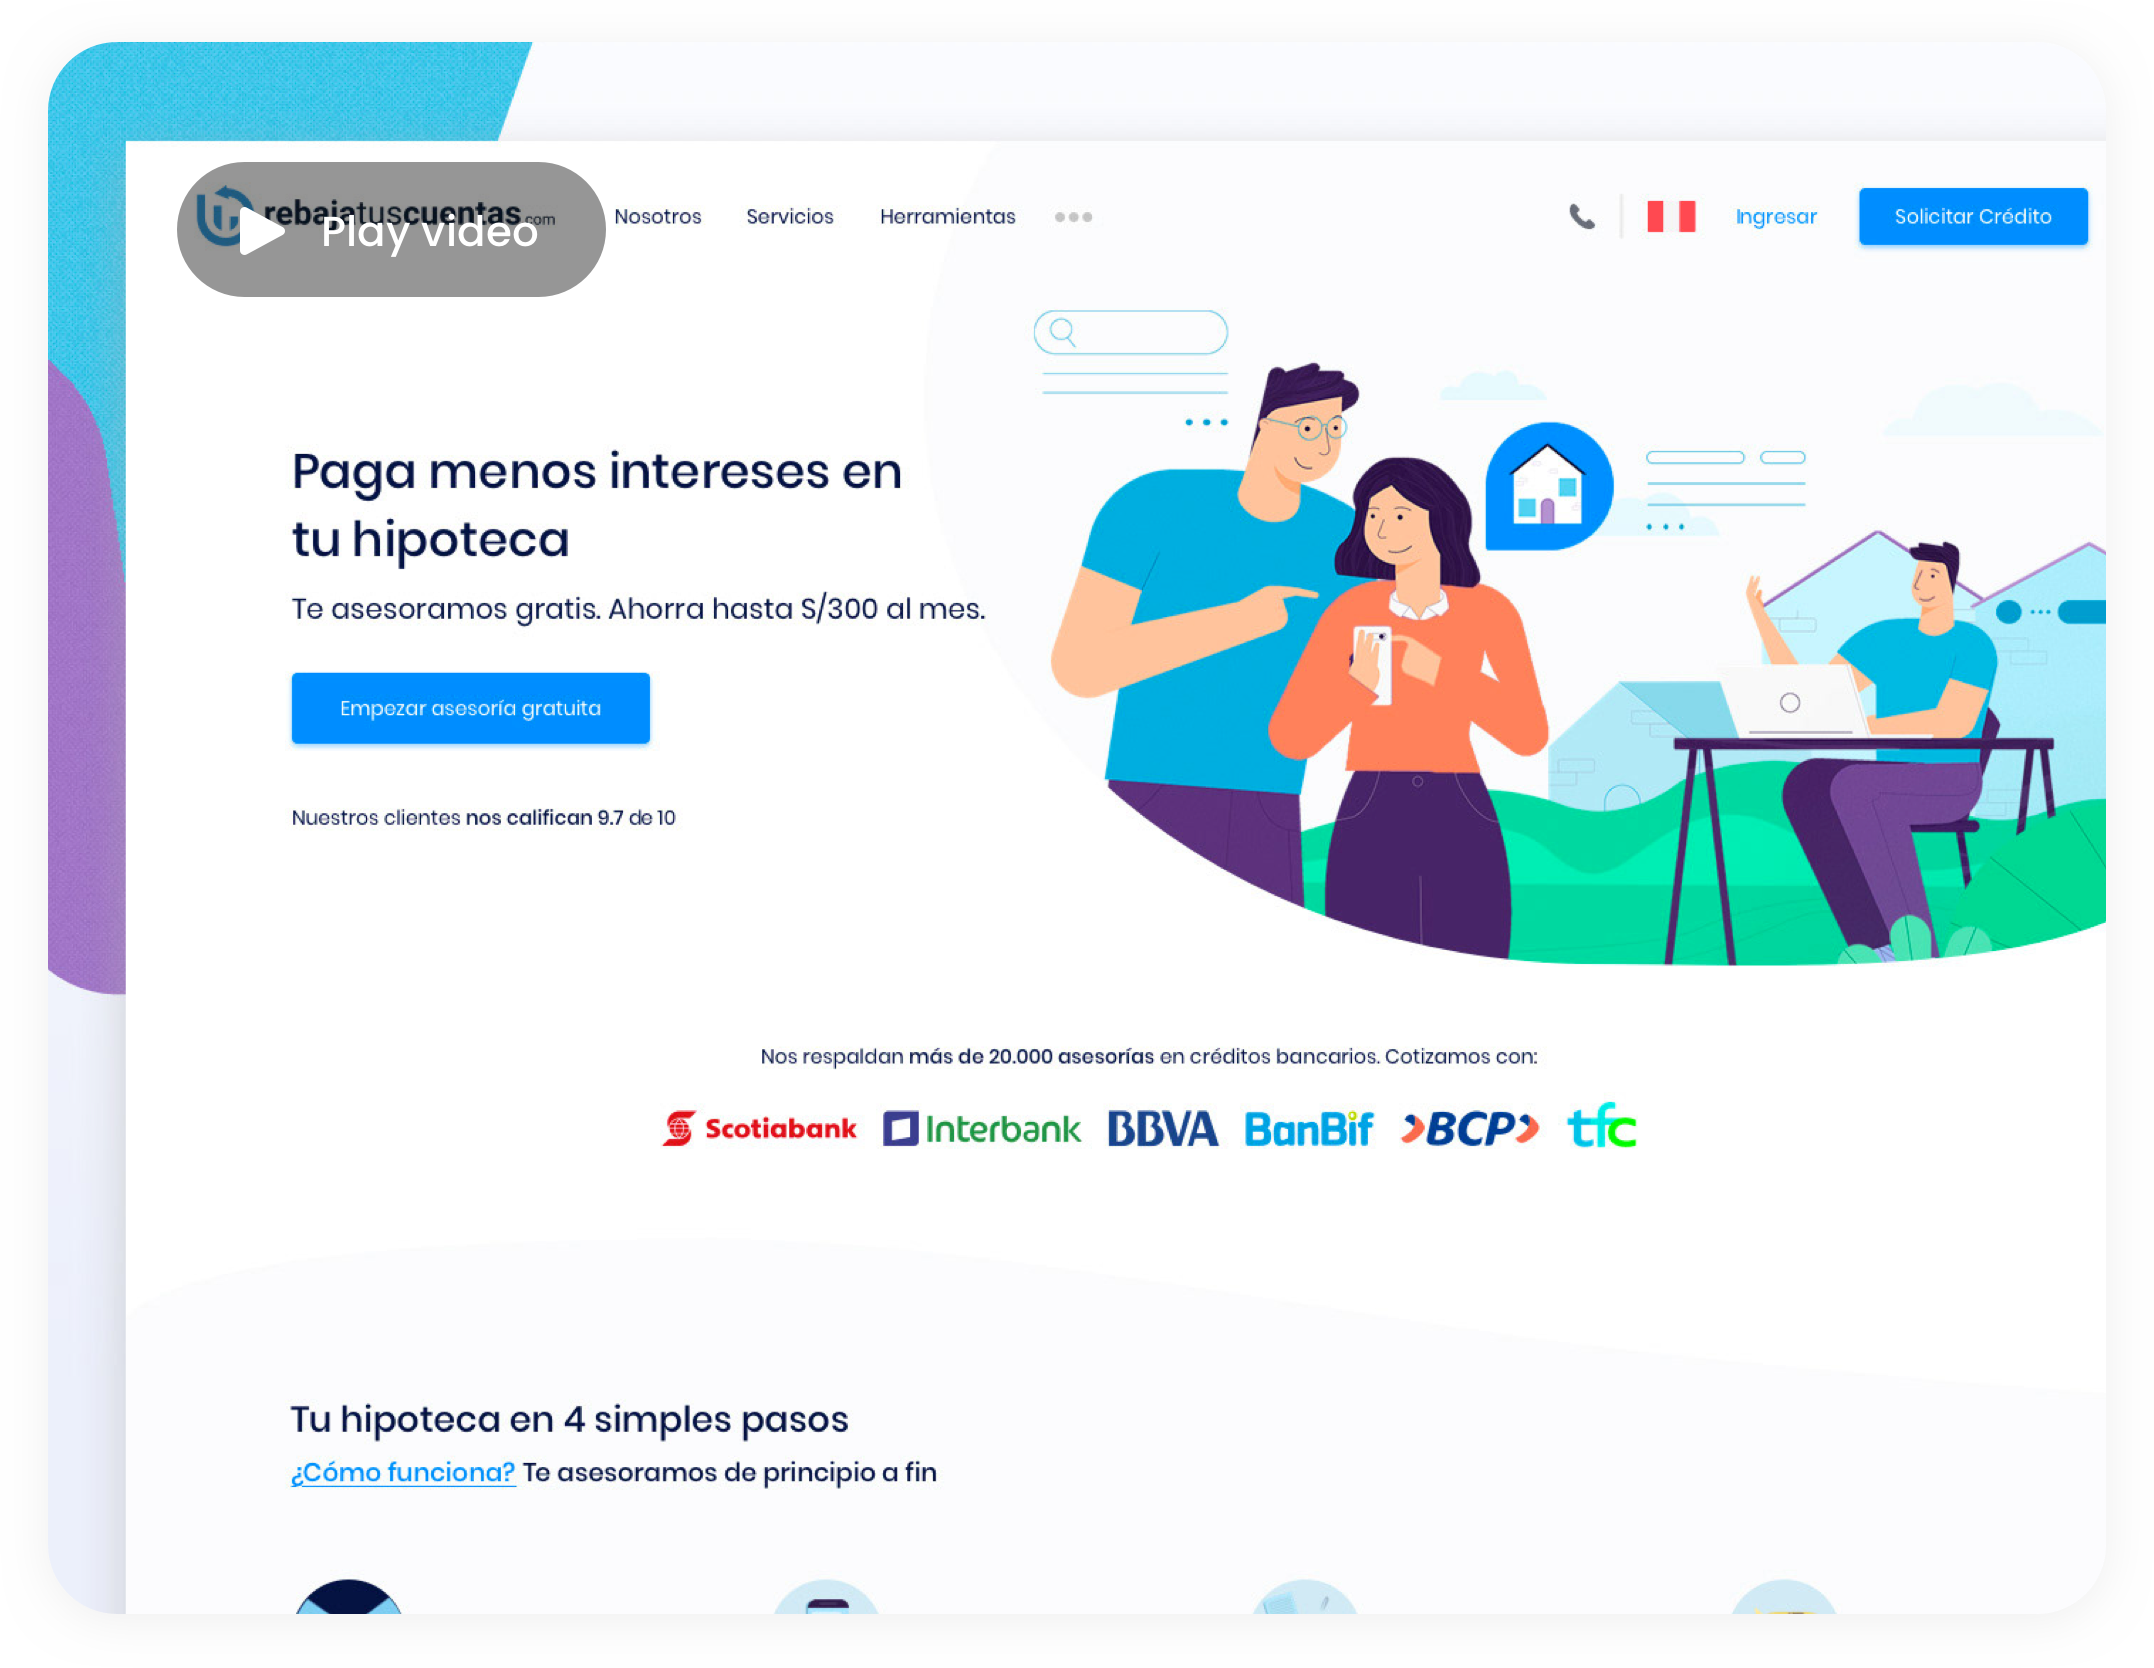 rebajatuscuentas.com
Play video
Nosotros Servicios Herramientas
Ingresar
Solicitar Crédito
Paga menos intereses en
tu hipoteca
Te asesoramos gratis. Ahorra hasta S/300 al mes.
Empezar asesoría gratuita
Nuestros clientes nos califican 9.7 de 10
Nos respaldan más de 20.000 asesorías en créditos bancarios. Cotizamos con:
Scotiabank Interbank BBVA BanBif BCP tfc
Tu hipoteca en 4 simples pasos
¿Cómo funciona? Te asesoramos de principio a fin